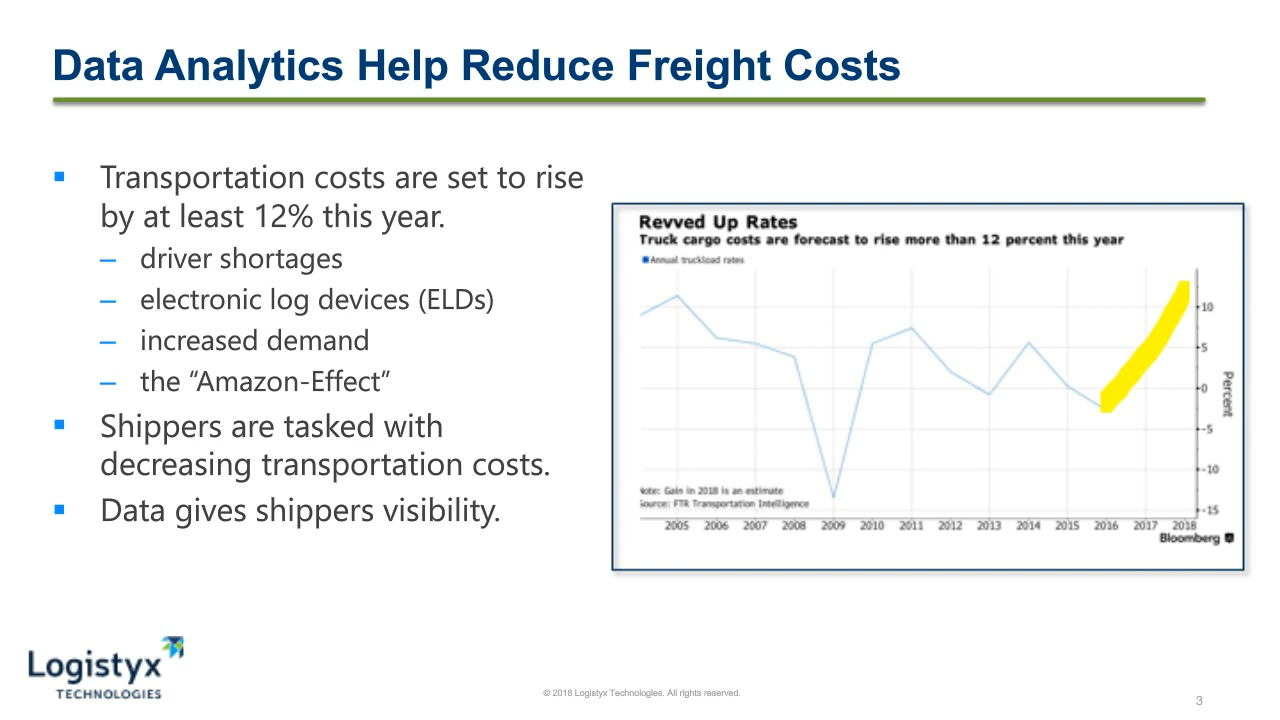 Data Analytics Help Reduce Freight Costs
▪ Transportation costs are set to rise
by at least 12% this year.
– driver shortages
– electronic log devices (ELDs)
– increased demand
– the “Amazon-Effect”
▪ Shippers are tasked with
decreasing transportation costs.
▪ Data gives shippers visibility.
Revved Up Rates
Truck cargo costs are forecast to rise more than 12 percent this year
Annual truckload rates
10
5
0
-5
-10
-15
Percent
Note: Gain in 2018 is an estimate
Source: FTR Transportation Intelligence
2005 2006 2007 2008 2009 2010 2011 2012 2013 2014 2015 2016 2017 2018
Bloomberg
Logistyx
TECHNOLOGIES
© 2018 Logistyx Technologies. All rights reserved.
3